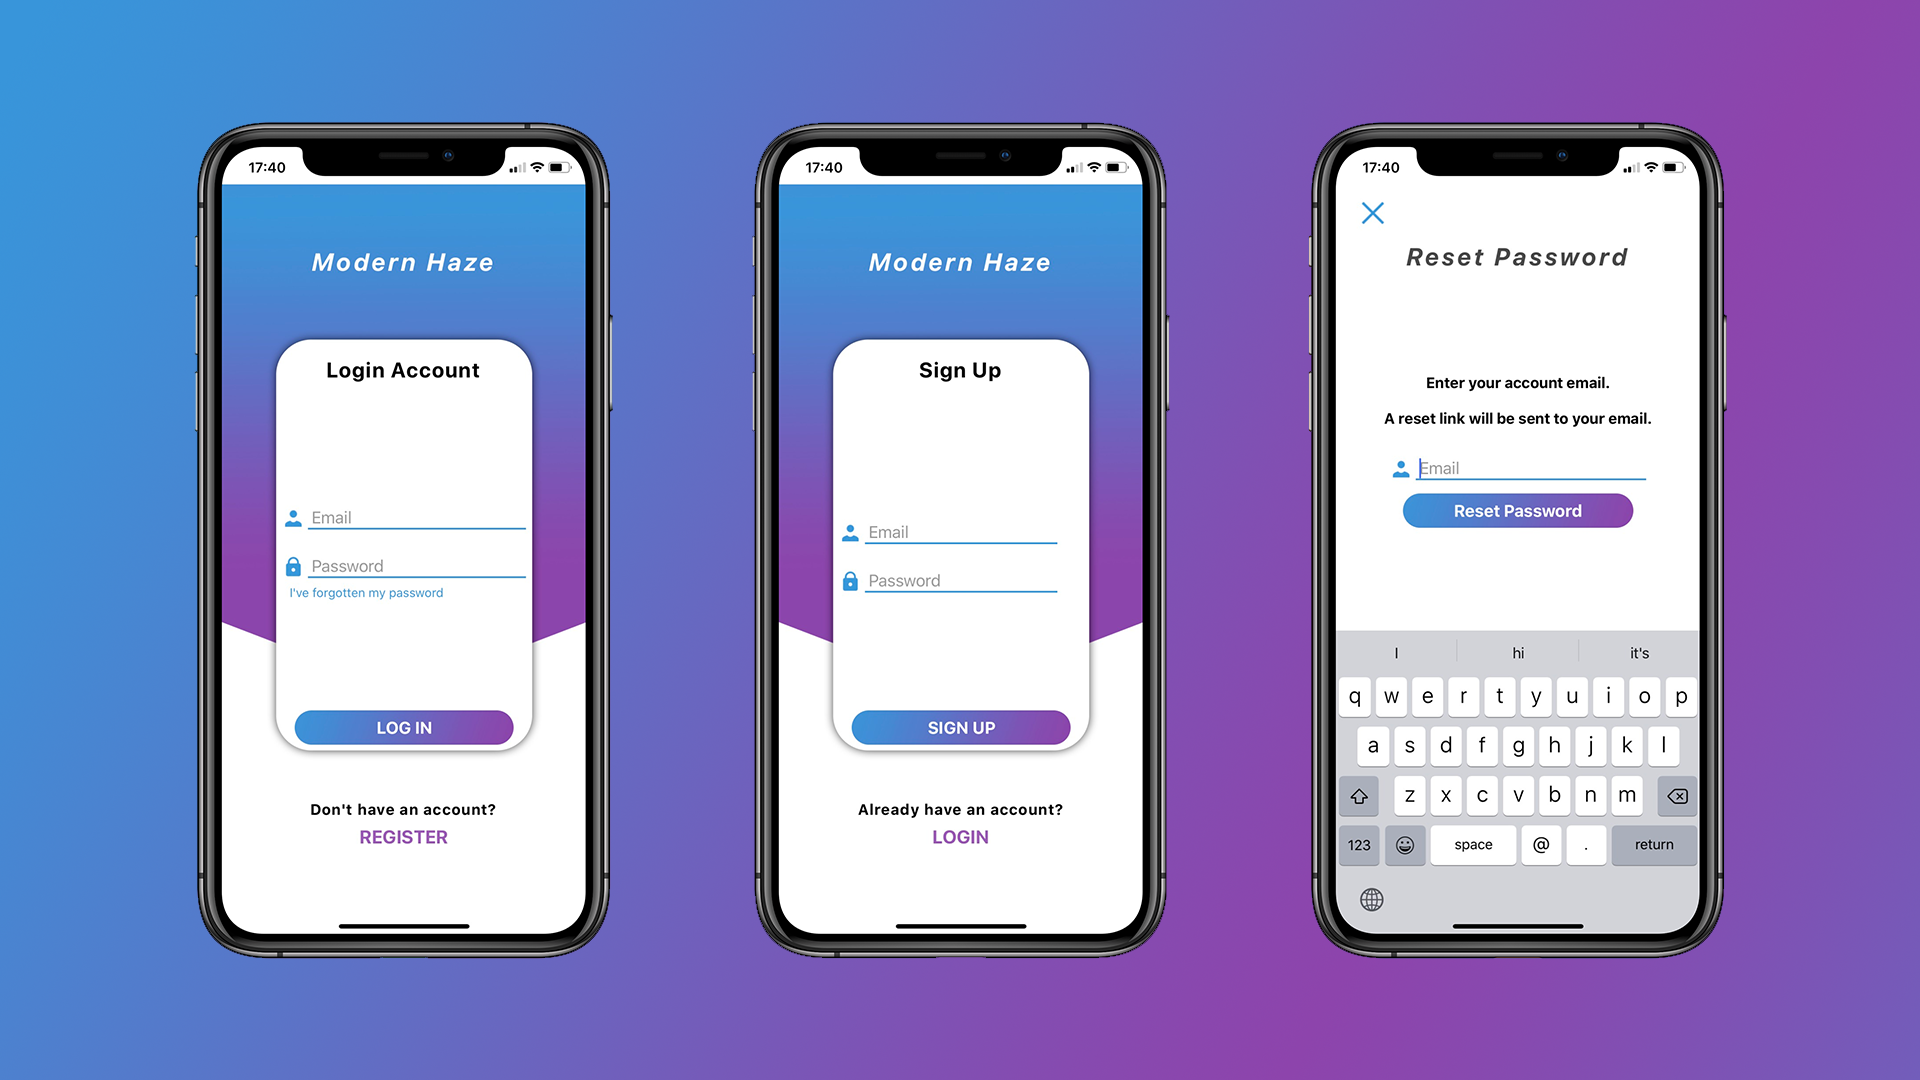 17:40
Modern Haze
Login Account
Email
Password
I've forgotten my password
LOG IN
Don't have an account?
REGISTER
17:40
Modern Haze
Sign Up
Email
Password
SIGN UP
Already have an account?
LOGIN
17:40
Reset Password
Enter your account email.
A reset link will be sent to your email.
Email
Reset Password
I hi it's
q w e r t y u i o p
a s d f g h j k l
z x c v b n m
123 space @ . return